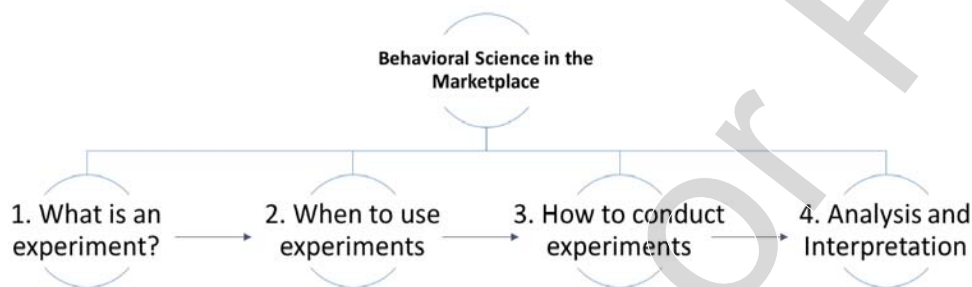 Behavioral Science in the
Marketplace
1. What is an
experiment?
2. When to use
experiments
3. How to conduct
experiments
4. Analysis and
Interpretation
or